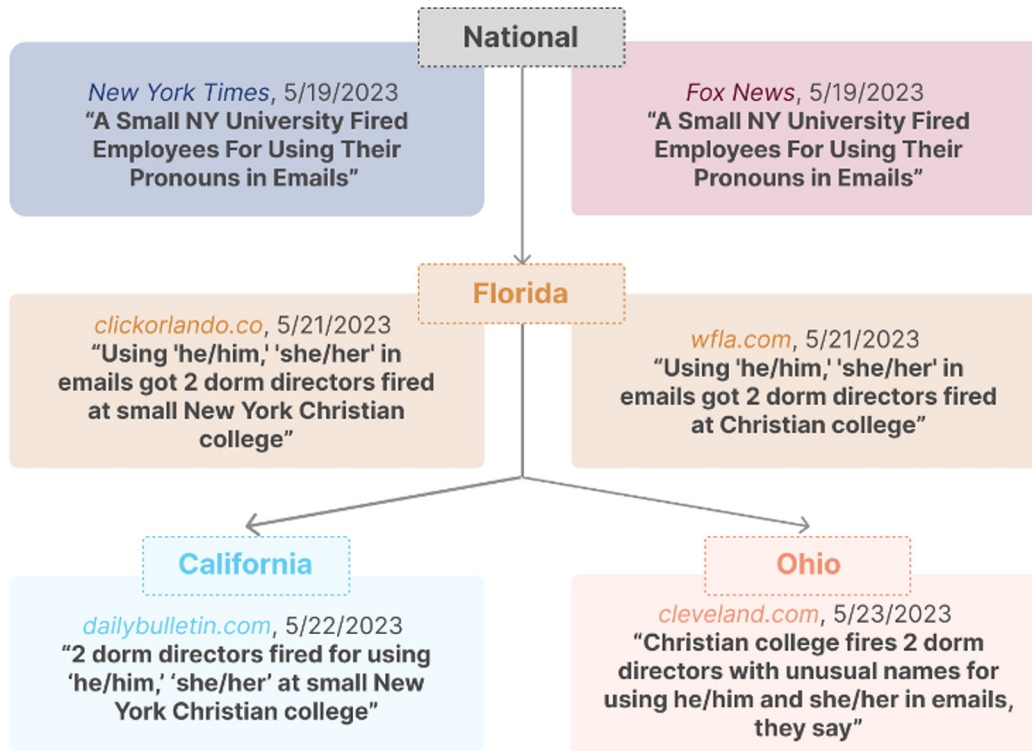 National
New York Times, 5/19/2023
“A Small NY University Fired
Employees For Using Their
Pronouns in Emails”
Fox News, 5/19/2023
“A Small NY University Fired
Employees For Using Their
Pronouns in Emails”
Florida
clickorlando.co, 5/21/2023
“Using 'he/him,' 'she/her' in
emails got 2 dorm directors fired
at small New York Christian
college”
wfla.com, 5/21/2023
“Using 'he/him,' 'she/her' in
emails got 2 dorm directors fired
at Christian college”
California
dailybulletin.com, 5/22/2023
“2 dorm directors fired for using
‘he/him,’ ‘she/her’ at small New
York Christian college”
Ohio
cleveland.com, 5/23/2023
“Christian college fires 2 dorm
directors with unusual names for
using he/him and she/her in emails,
they say”